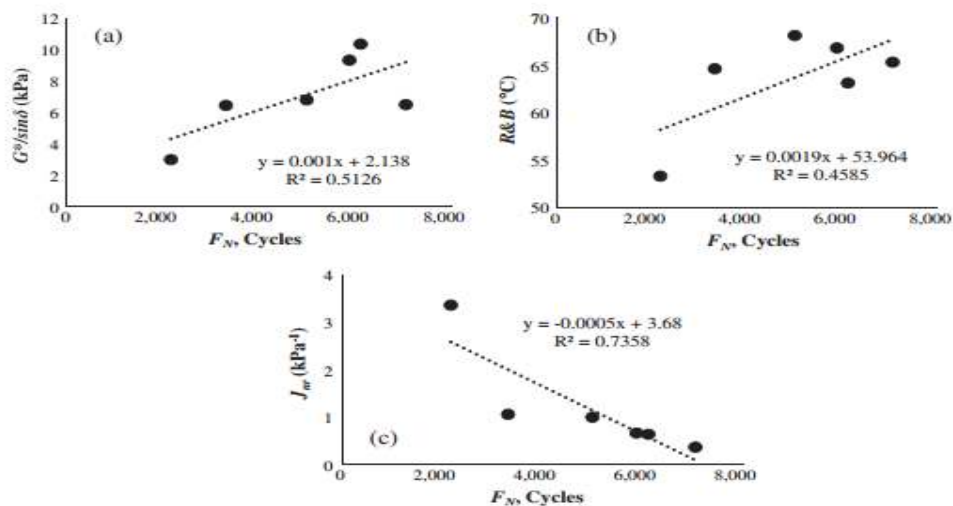 (a)
12
10
8
6
4
2
0
G*/sinδ (kPa)
y = 0.001x + 2.138
R² = 0.5126
0 2,000 4,000 6,000 8,000
F_N, Cycles
(b)
70
65
60
55
50
R&B (°C)
y = 0.0019x + 53.964
R² = 0.4585
0 2,000 4,000 6,000 8,000
F_N, Cycles
4
3
2
1
0
J_nr (kPa⁻¹)
y = -0.0005x + 3.68
R² = 0.7358
(c)
0 2,000 4,000 6,000 8,000
F_N, Cycles